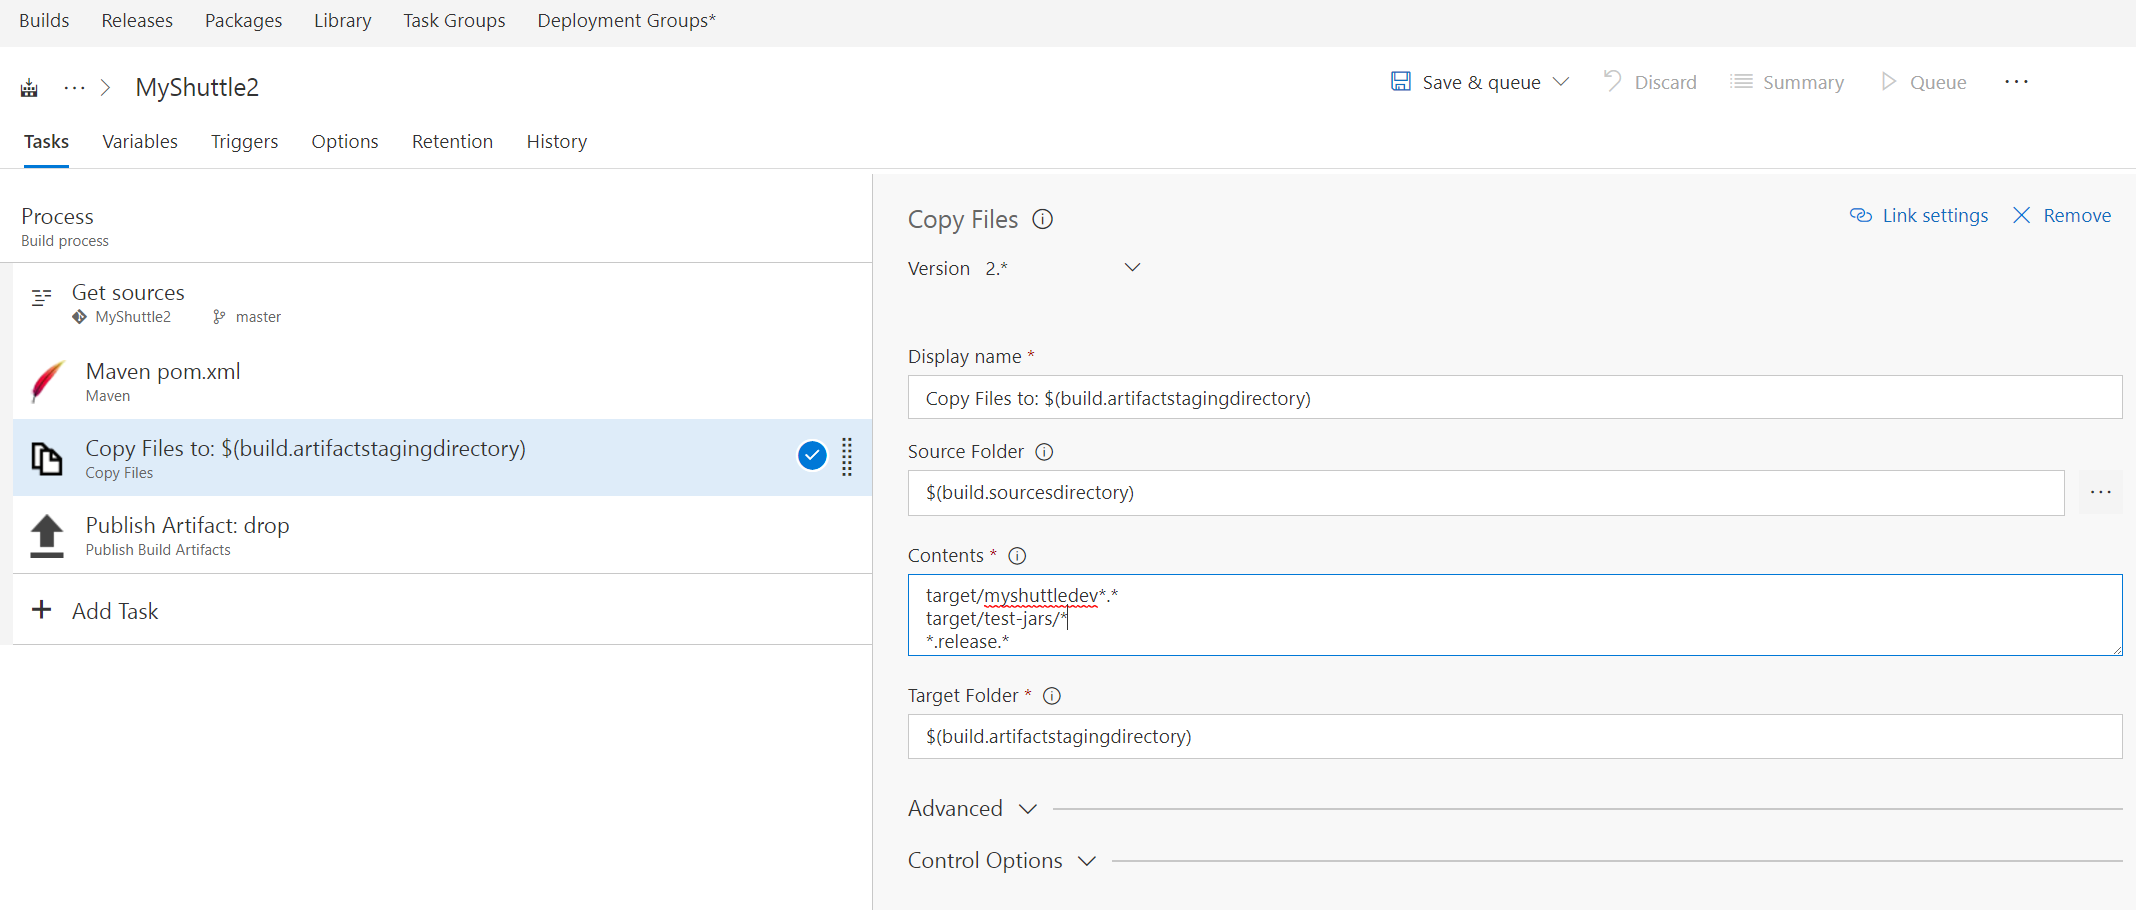 Builds Releases Packages Library Task Groups Deployment Groups*
... MyShuttle2
Save & queue Discard Summary Queue ...
Tasks Variables Triggers Options Retention History
Process
Build process
Get sources
MyShuttle2 master
Maven pom.xml
Maven
Copy Files to: $(build.artifactstagingdirectory)
Copy Files
Publish Artifact: drop
Publish Build Artifacts
+ Add Task
Copy Files
Link settings Remove
Version 2.*
Display name *
Copy Files to: $(build.artifactstagingdirectory)
Source Folder
$(build.sourcesdirectory)
...
Contents *
target/myshuttledev*.*
target/test-jars/*
*.release.*
Target Folder *
$(build.artifactstagingdirectory)
Advanced
Control Options